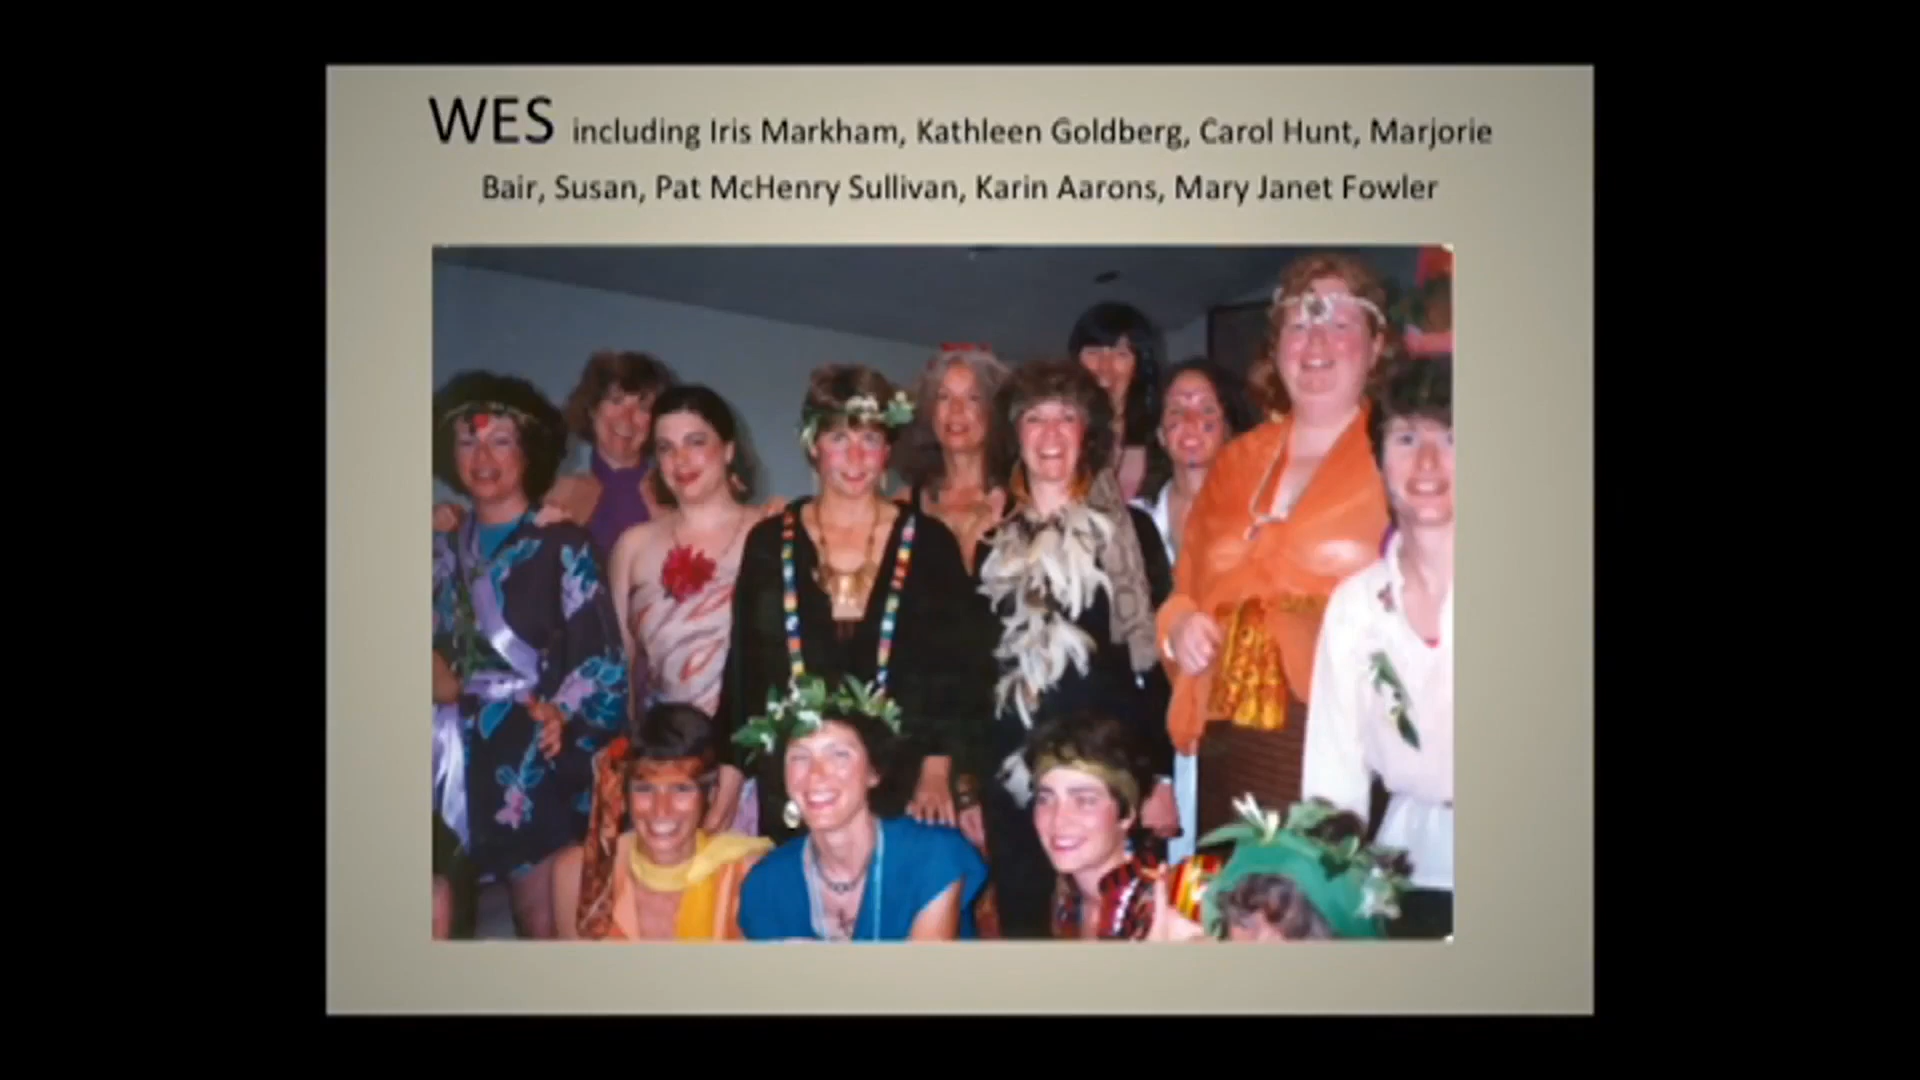 WES including Iris Markham, Kathleen Goldberg, Carol Hunt, Marjorie
Bair, Susan, Pat McHenry Sullivan, Karin Aarons, Mary Janet Fowler